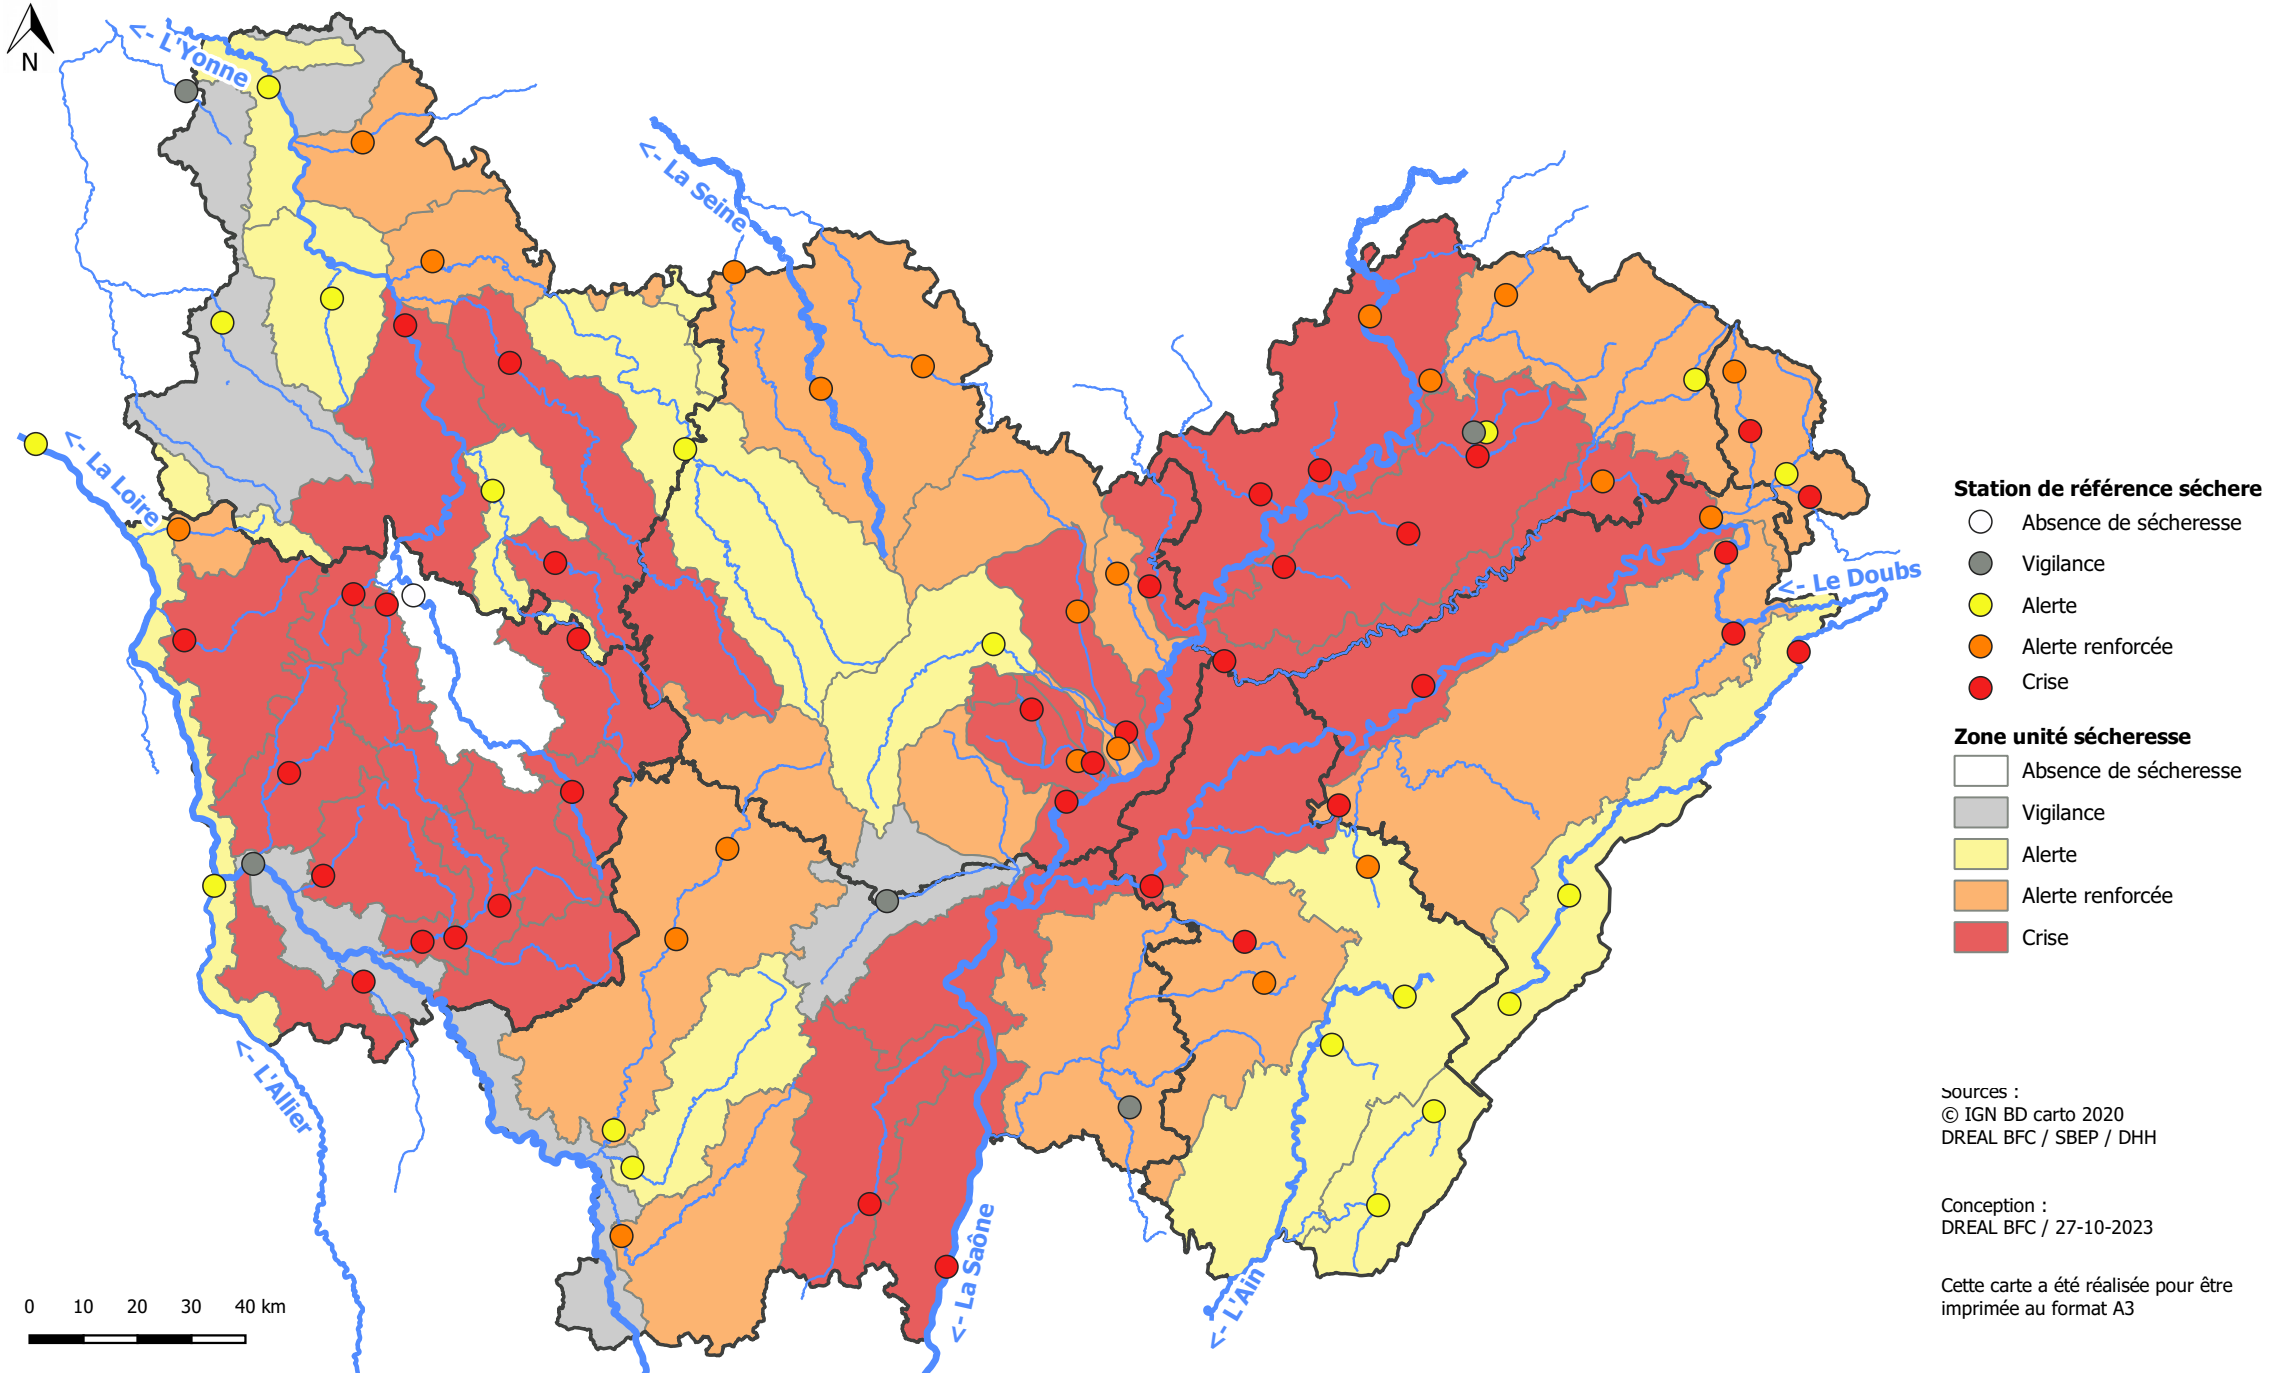 N
<- L'Yonne
<- La Seine
<- La Loire
<- Le Doubs
<- L'Allier
<- La Saône
<- L'Ain
0 10 20 30 40 km
Station de référence séchere
Absence de sécheresse
Vigilance
Alerte
Alerte renforcée
Crise
Zone unité sécheresse
Absence de sécheresse
Vigilance
Alerte
Alerte renforcée
Crise
Sources :
© IGN BD carto 2020
DREAL BFC / SBEP / DHH
Conception :
DREAL BFC / 27-10-2023
Cette carte a été réalisée pour être
imprimée au format A3